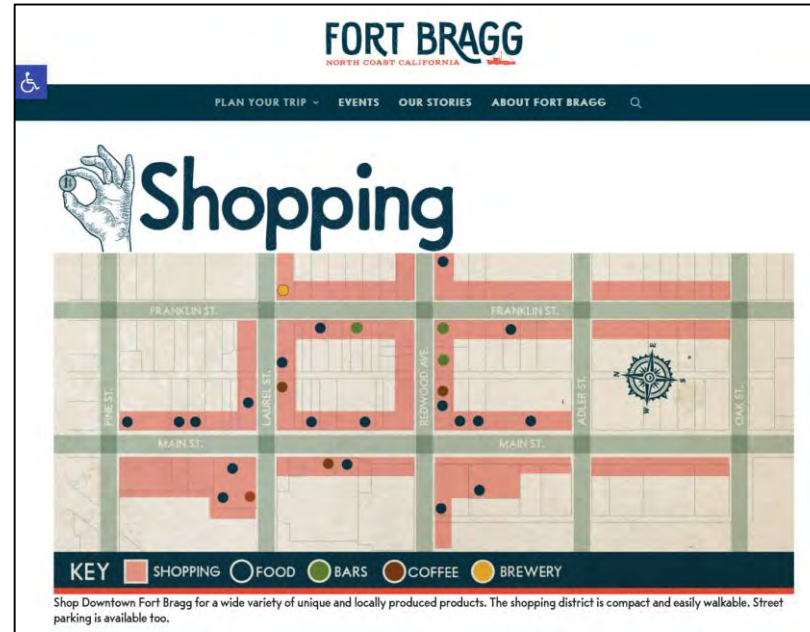 FORT BRAGG
NORTH COAST CALIFORNIA
PLAN YOUR TRIP EVENTS OUR STORIES ABOUT FORT BRAGG
Shopping
FRANKLIN ST. FRANKLIN ST.
PINE ST.
LAUREL ST.
REDWOOD AVE.
ADLER ST.
OAK ST.
N E S W
MAIN ST. MAIN ST.
KEY SHOPPING FOOD BARS COFFEE BREWERY
Shop Downtown Fort Bragg for a wide variety of unique and locally produced products. The shopping district is compact and easily walkable. Street
parking is available too.